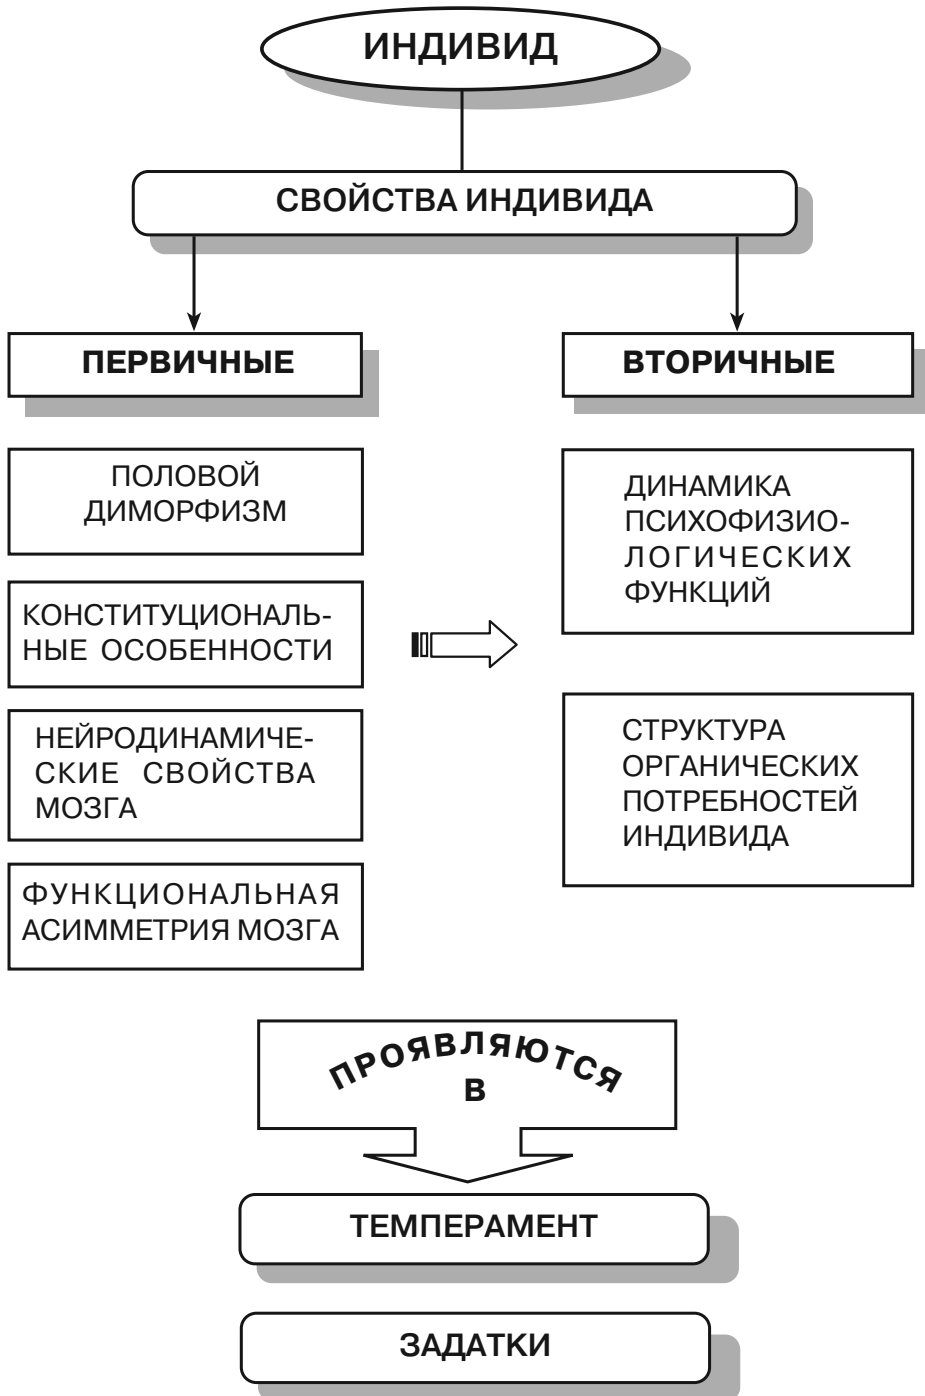 ИНДИВИД
СВОЙСТВА ИНДИВИДА
ПЕРВИЧНЫЕ
ПОЛОВОЙ
ДИМОРФИЗМ
КОНСТИТУЦИОНАЛЬ-
НЫЕ ОСОБЕННОСТИ
НЕЙРОДИНАМИЧЕ-
СКИЕ СВОЙСТВА
МОЗГА
ФУНКЦИОНАЛЬНАЯ
АСИММЕТРИЯ МОЗГА
ВТОРИЧНЫЕ
ДИНАМИКА
ПСИХОФИЗИО-
ЛОГИЧЕСКИХ
ФУНКЦИЙ
СТРУКТУРА
ОРГАНИЧЕСКИХ
ПОТРЕБНОСТЕЙ
ИНДИВИДА
ПРОЯВЛЯЮТСЯ
В
ТЕМПЕРАМЕНТ
ЗАДАТКИ